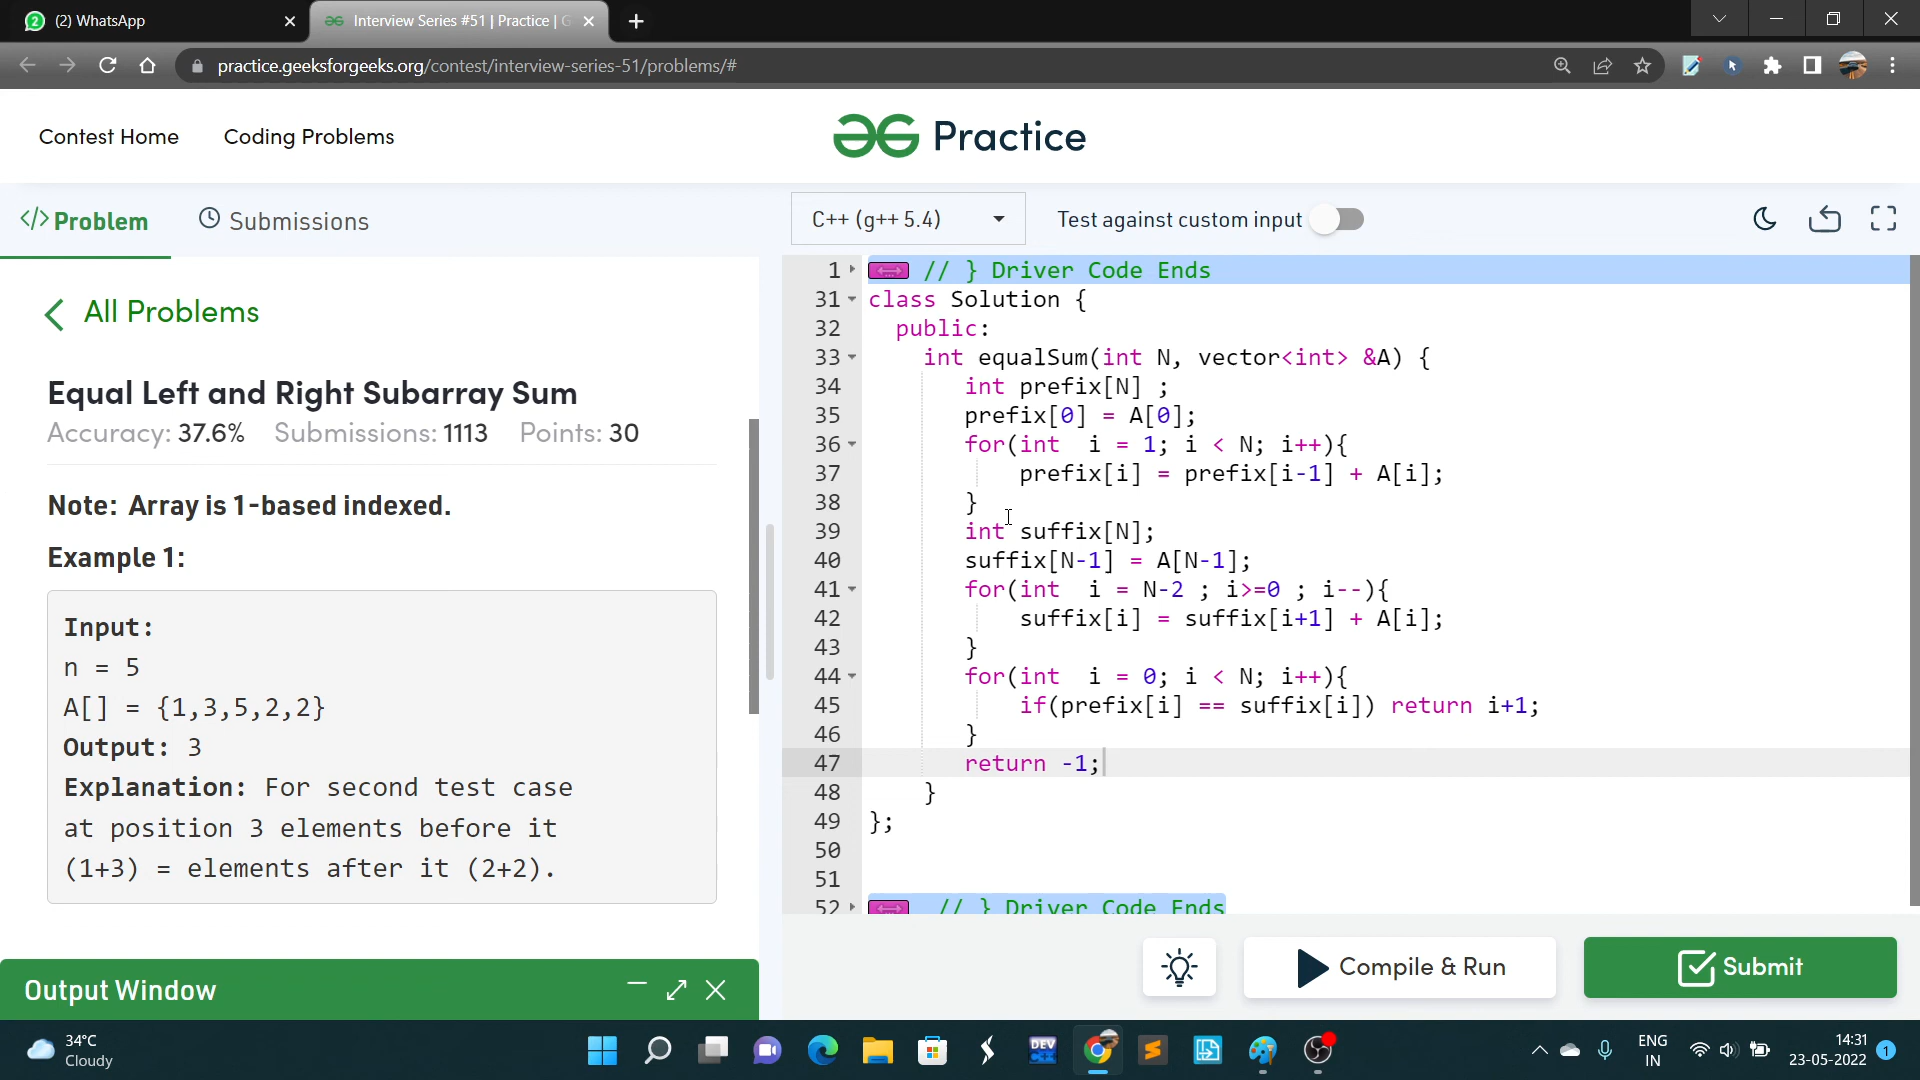 (2) WhatsApp
Interview Series #51 | Practice | G
practice.geeksforgeeks.org/contest/interview-series-51/problems/#
Contest Home Coding Problems Practice
Problem Submissions
C++ (g++ 5.4) Test against custom input
All Problems
Equal Left and Right Subarray Sum
Accuracy: 37.6% Submissions: 1113 Points: 30
Note: Array is 1-based indexed.
Example 1:
Input:
n = 5
A[] = {1,3,5,2,2}
Output: 3
Explanation: For second test case
at position 3 elements before it
(1+3) = elements after it (2+2).
Output Window
1 // } Driver Code Ends
31 class Solution {
32 public:
33 int equalSum(int N, vector<int> &A) {
34 int prefix[N] ;
35 prefix[0] = A[0];
36 for(int i = 1; i < N; i++){
37 prefix[i] = prefix[i-1] + A[i];
38 }
39 int suffix[N];
40 suffix[N-1] = A[N-1];
41 for(int i = N-2 ; i>=0 ; i--){
42 suffix[i] = suffix[i+1] + A[i];
43 }
44 for(int i = 0; i < N; i++){
45 if(prefix[i] == suffix[i]) return i+1;
46 }
47 return -1;
48 }
49 };
50
51
52 // } Driver Code Ends
Compile & Run Submit
34°C
Cloudy
DEV
ENG
IN
14:31
23-05-2022
1